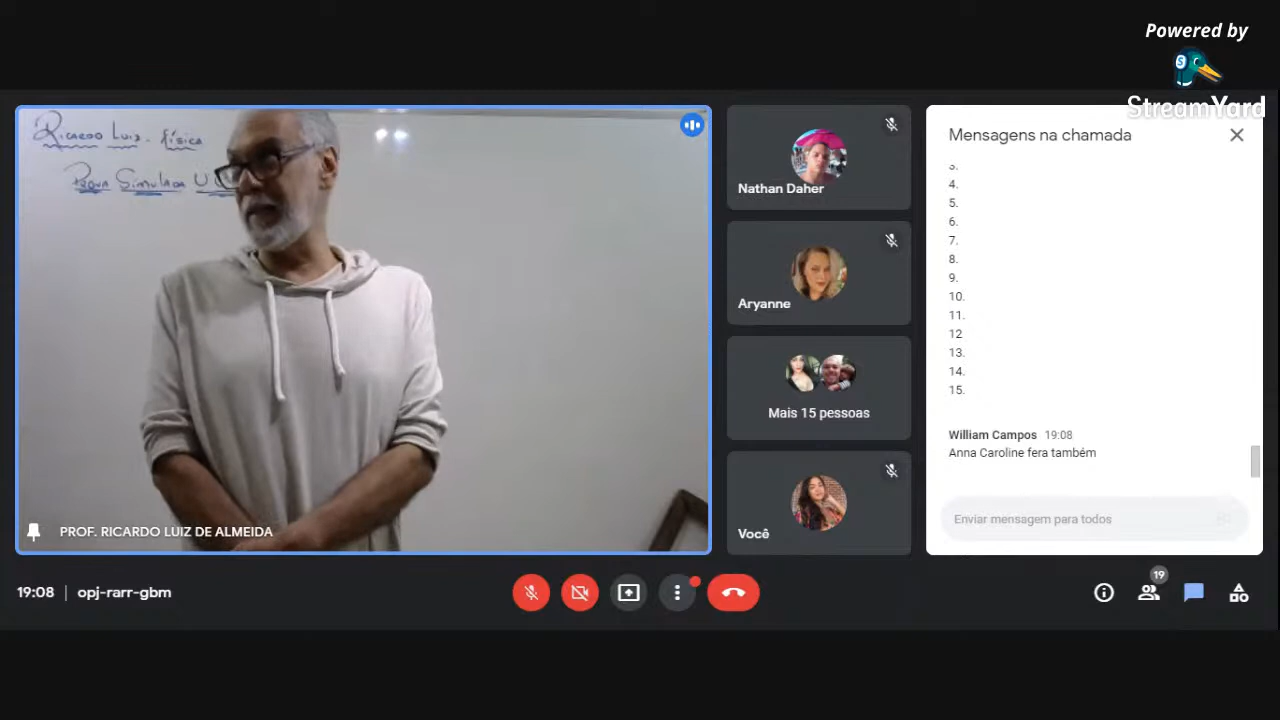 Powered by
StreamYard
Ricardo Luiz. física
Prova Simulada U
PROF. RICARDO LUIZ DE ALMEIDA
Nathan Daher
Aryanne
Mais 15 pessoas
Você
Mensagens na chamada
3.
4.
5.
6.
7.
8.
9.
10.
11.
12
13.
14.
15.
William Campos 19:08
Anna Caroline fera também
Enviar mensagem para todos
19:08 | opj-rarr-gbm
19